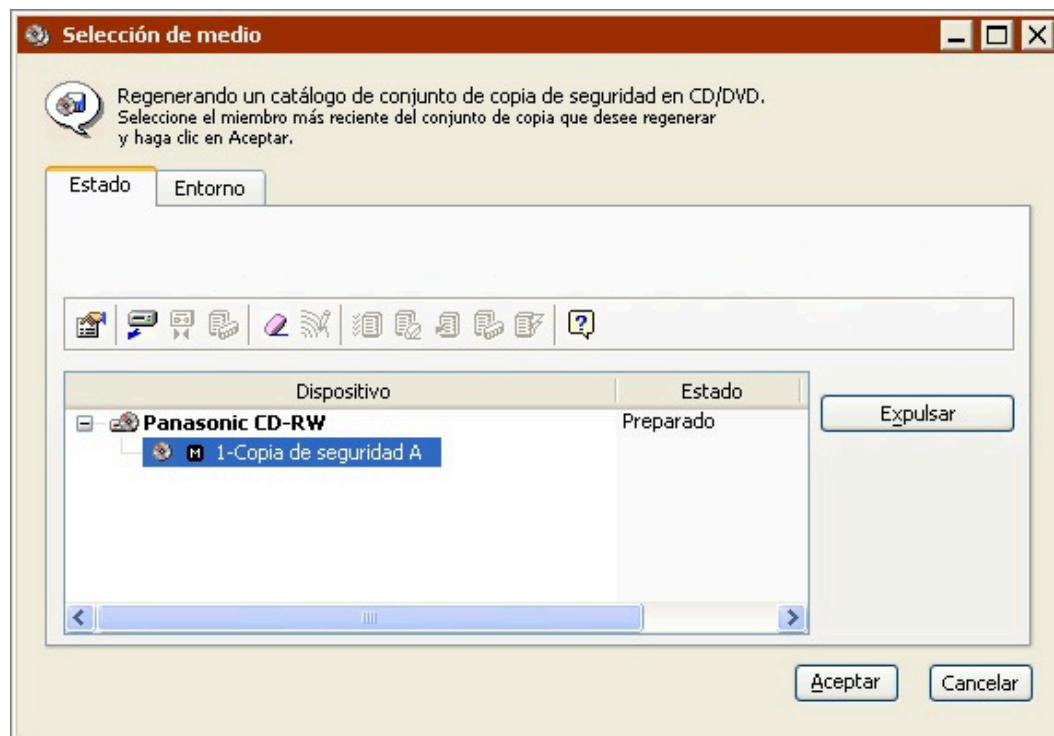 Selección de medio
Regenerando un catálogo de conjunto de copia de seguridad en CD/DVD.
Seleccione el miembro más reciente del conjunto de copia que desee regenerar
y haga clic en Aceptar.
Estado
Entorno
Dispositivo
Estado
Panasonic CD-RW
Preparado
M 1-Copia de seguridad A
Expulsar
Aceptar
Cancelar